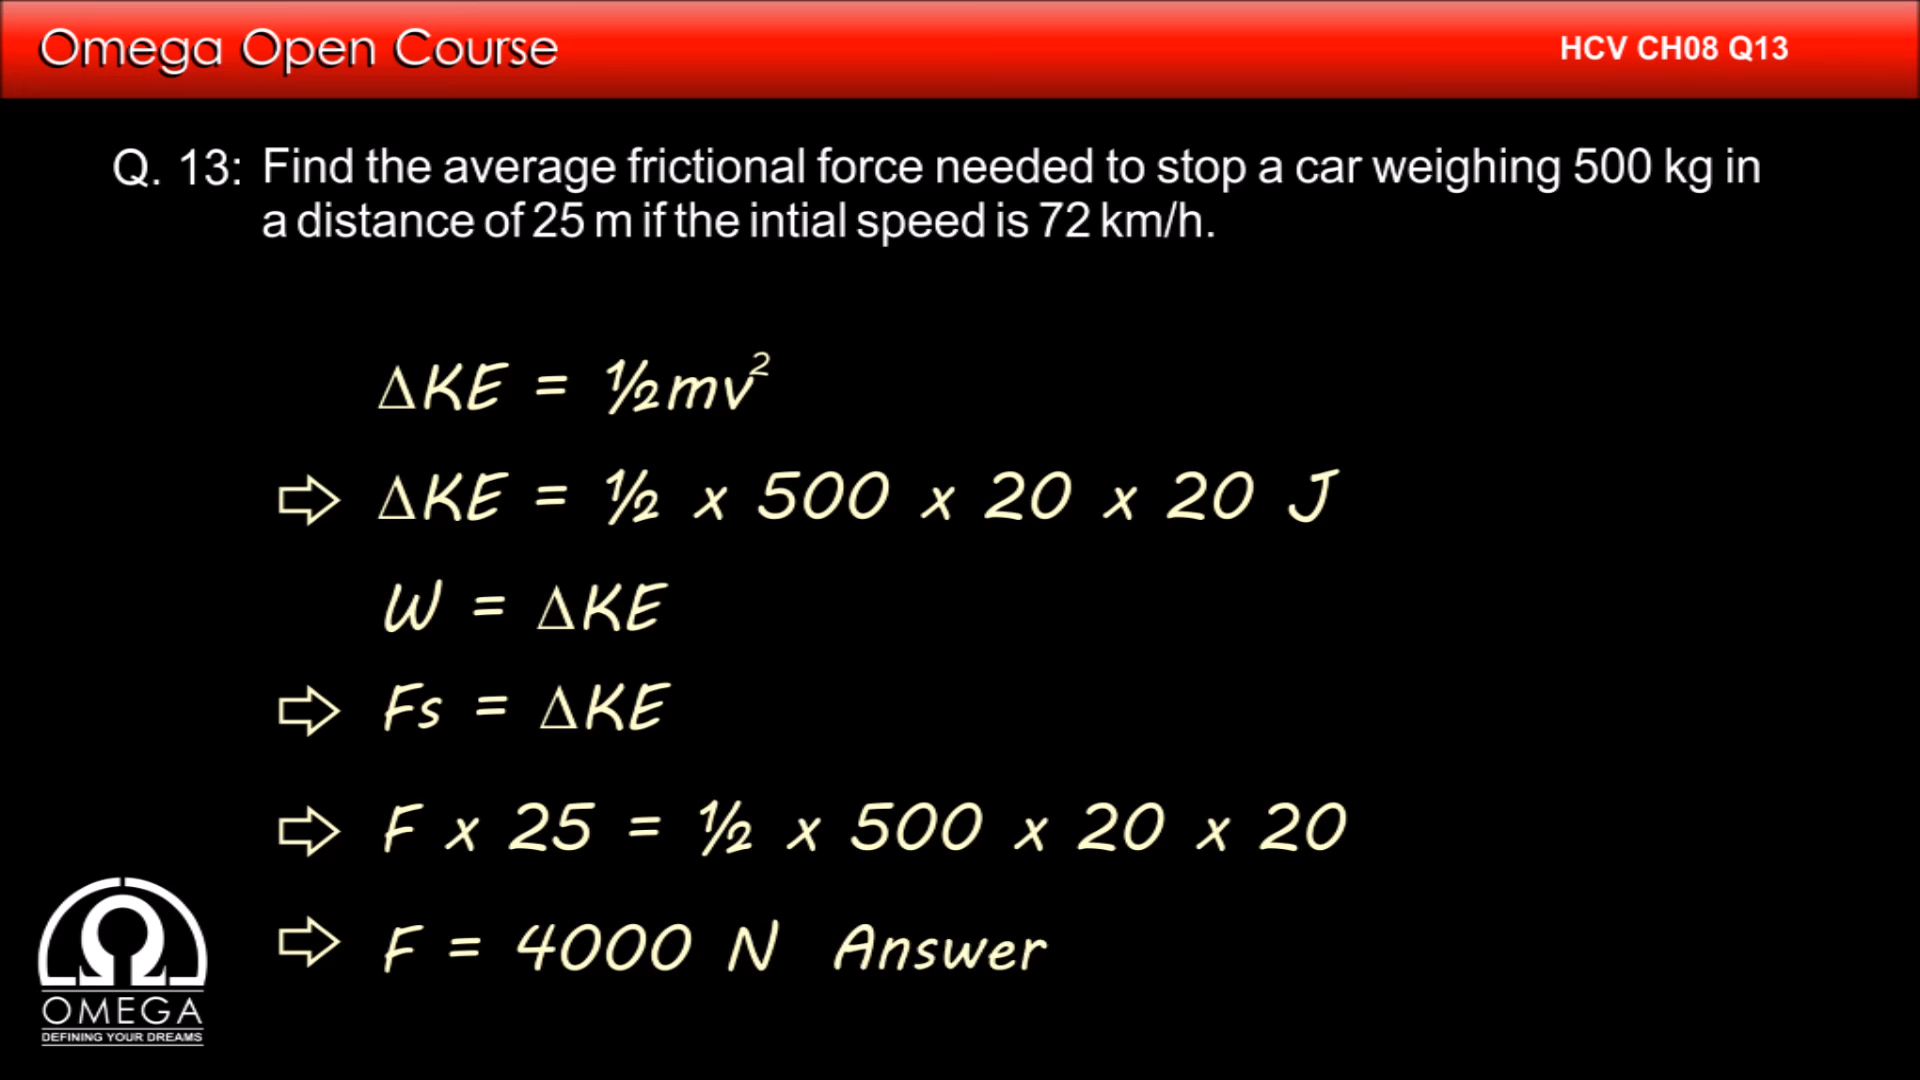 Omega Open Course
HCV CH08 Q13
Q. 13: Find the average frictional force needed to stop a car weighing 500 kg in
a distance of 25 m if the intial speed is 72 km/h.
ΔKE = ½mv²
⇨ ΔKE = ½ x 500 x 20 x 20 J
W = ΔKE
⇨ Fs = ΔKE
⇨ F x 25 = ½ x 500 x 20 x 20
⇨ F = 4000 N Answer
OMEGA
DEFINING YOUR DREAMS